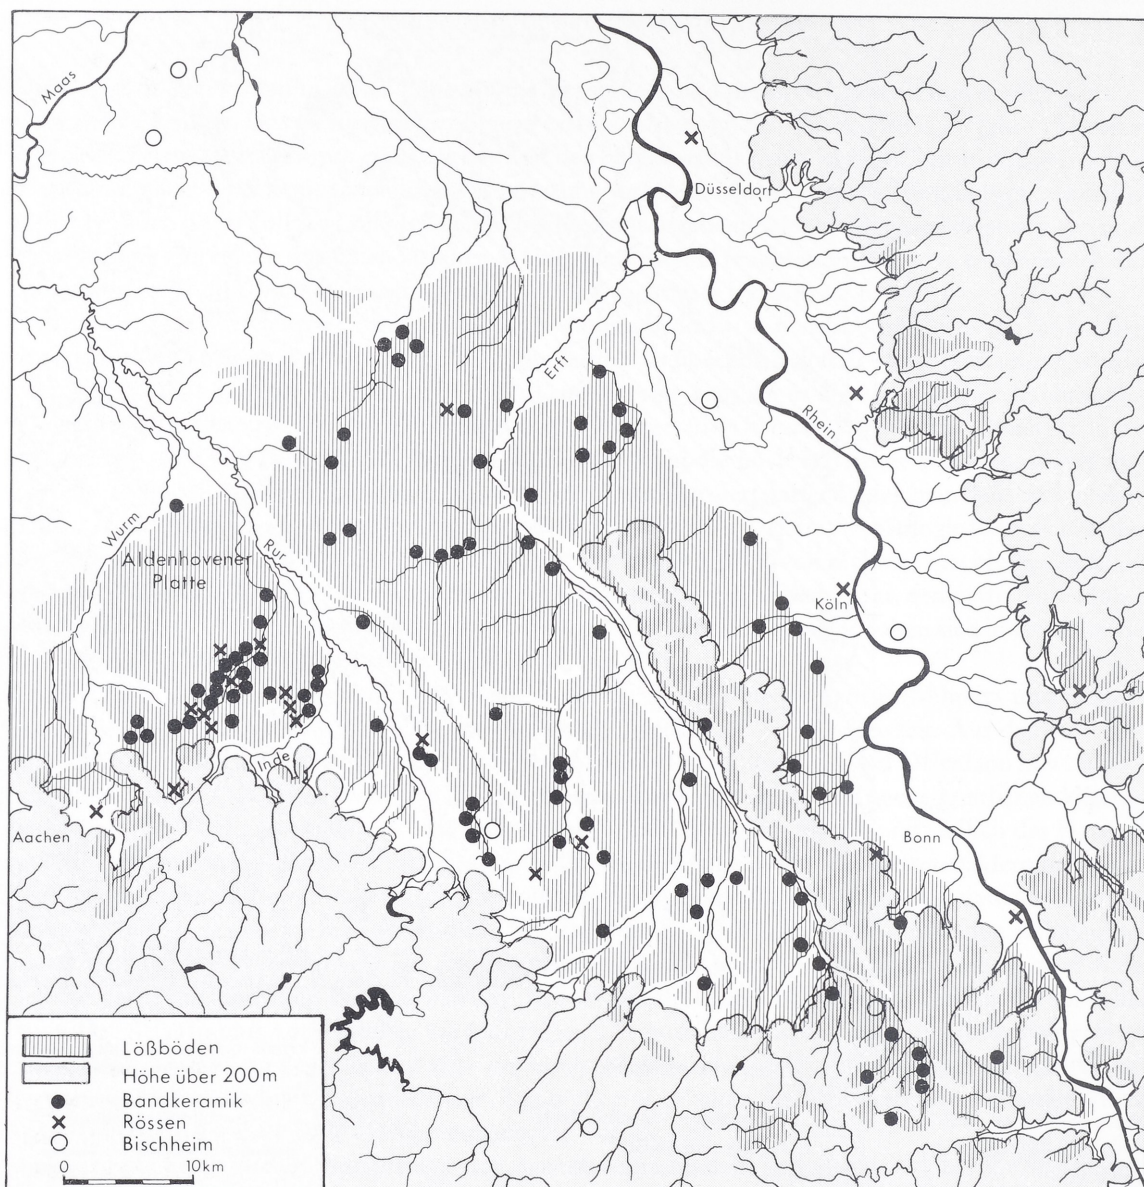 Maas
Düsseldorf
Erft
Rhein
Wurm
Rur
Aldenhovener
Platte
Köln
Inde
Aachen
Bonn
Lößböden
Höhe über 200m
Bandkeramik
Rössen
Bischheim
0 10km